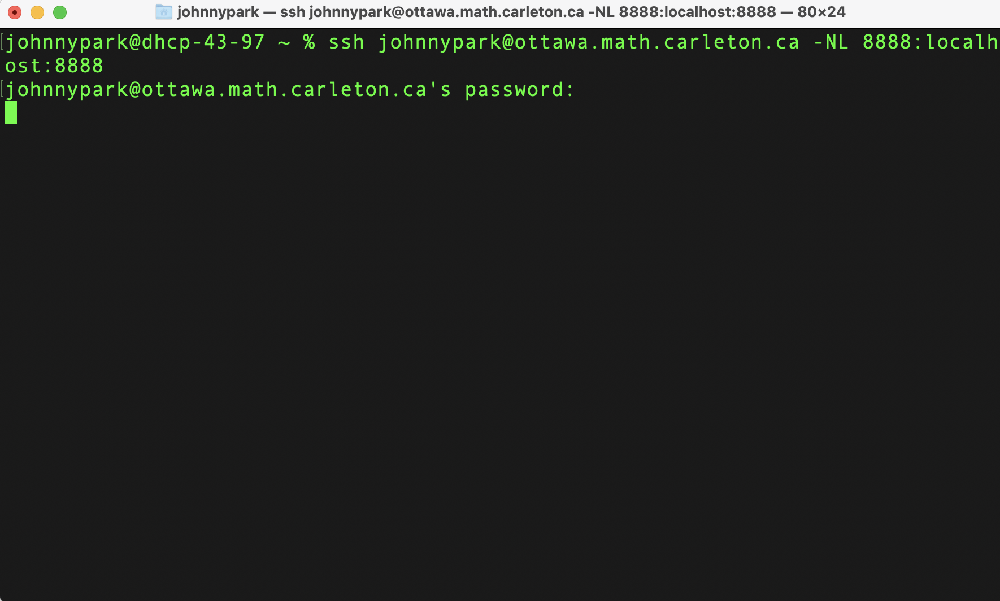 johnnypark — ssh johnnypark@ottawa.math.carleton.ca -NL 8888:localhost:8888 — 80×24
[johnnypark@dhcp-43-97 ~ % ssh johnnypark@ottawa.math.carleton.ca -NL 8888:localh
ost:8888
[johnnypark@ottawa.math.carleton.ca's password: